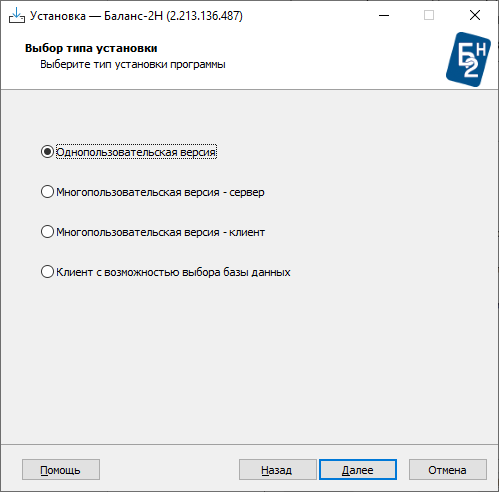 Установка — Баланс-2Н (2.213.136.487)
Выбор типа установки
Выберите тип установки программы
Б2Н
Однопользовательская версия
Многопользовательская версия - сервер
Многопользовательская версия - клиент
Клиент с возможностью выбора базы данных
Помощь Назад Далее Отмена